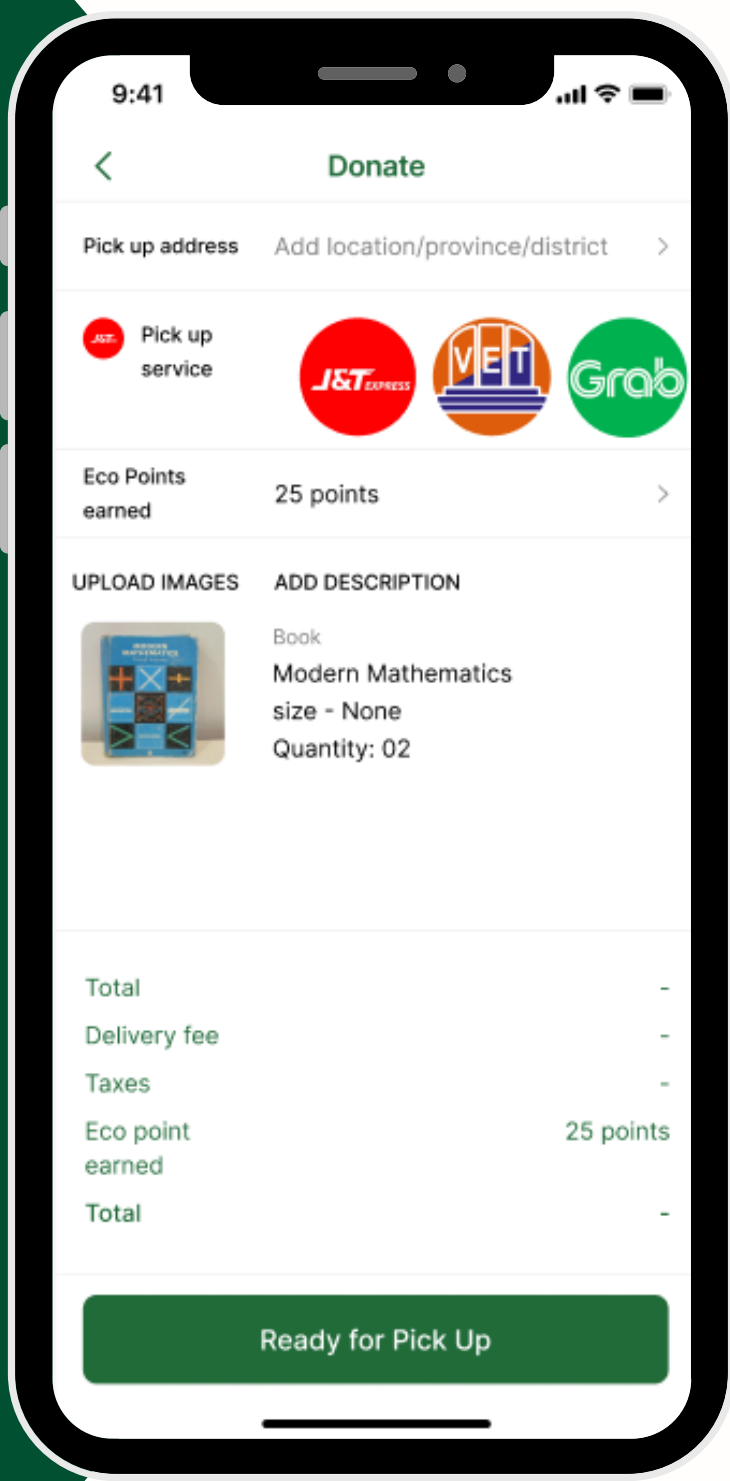 9:41
Donate
Pick up address
Add location/province/district
J&T
Pick up
service
J&T EXPRESS
VET
Grab
Eco Points
earned
25 points
UPLOAD IMAGES
ADD DESCRIPTION
MODERN
MATHEMATICS
Book
Modern Mathematics
size - None
Quantity: 02
Total -
Delivery fee -
Taxes -
Eco point 25 points
earned
Total -
Ready for Pick Up